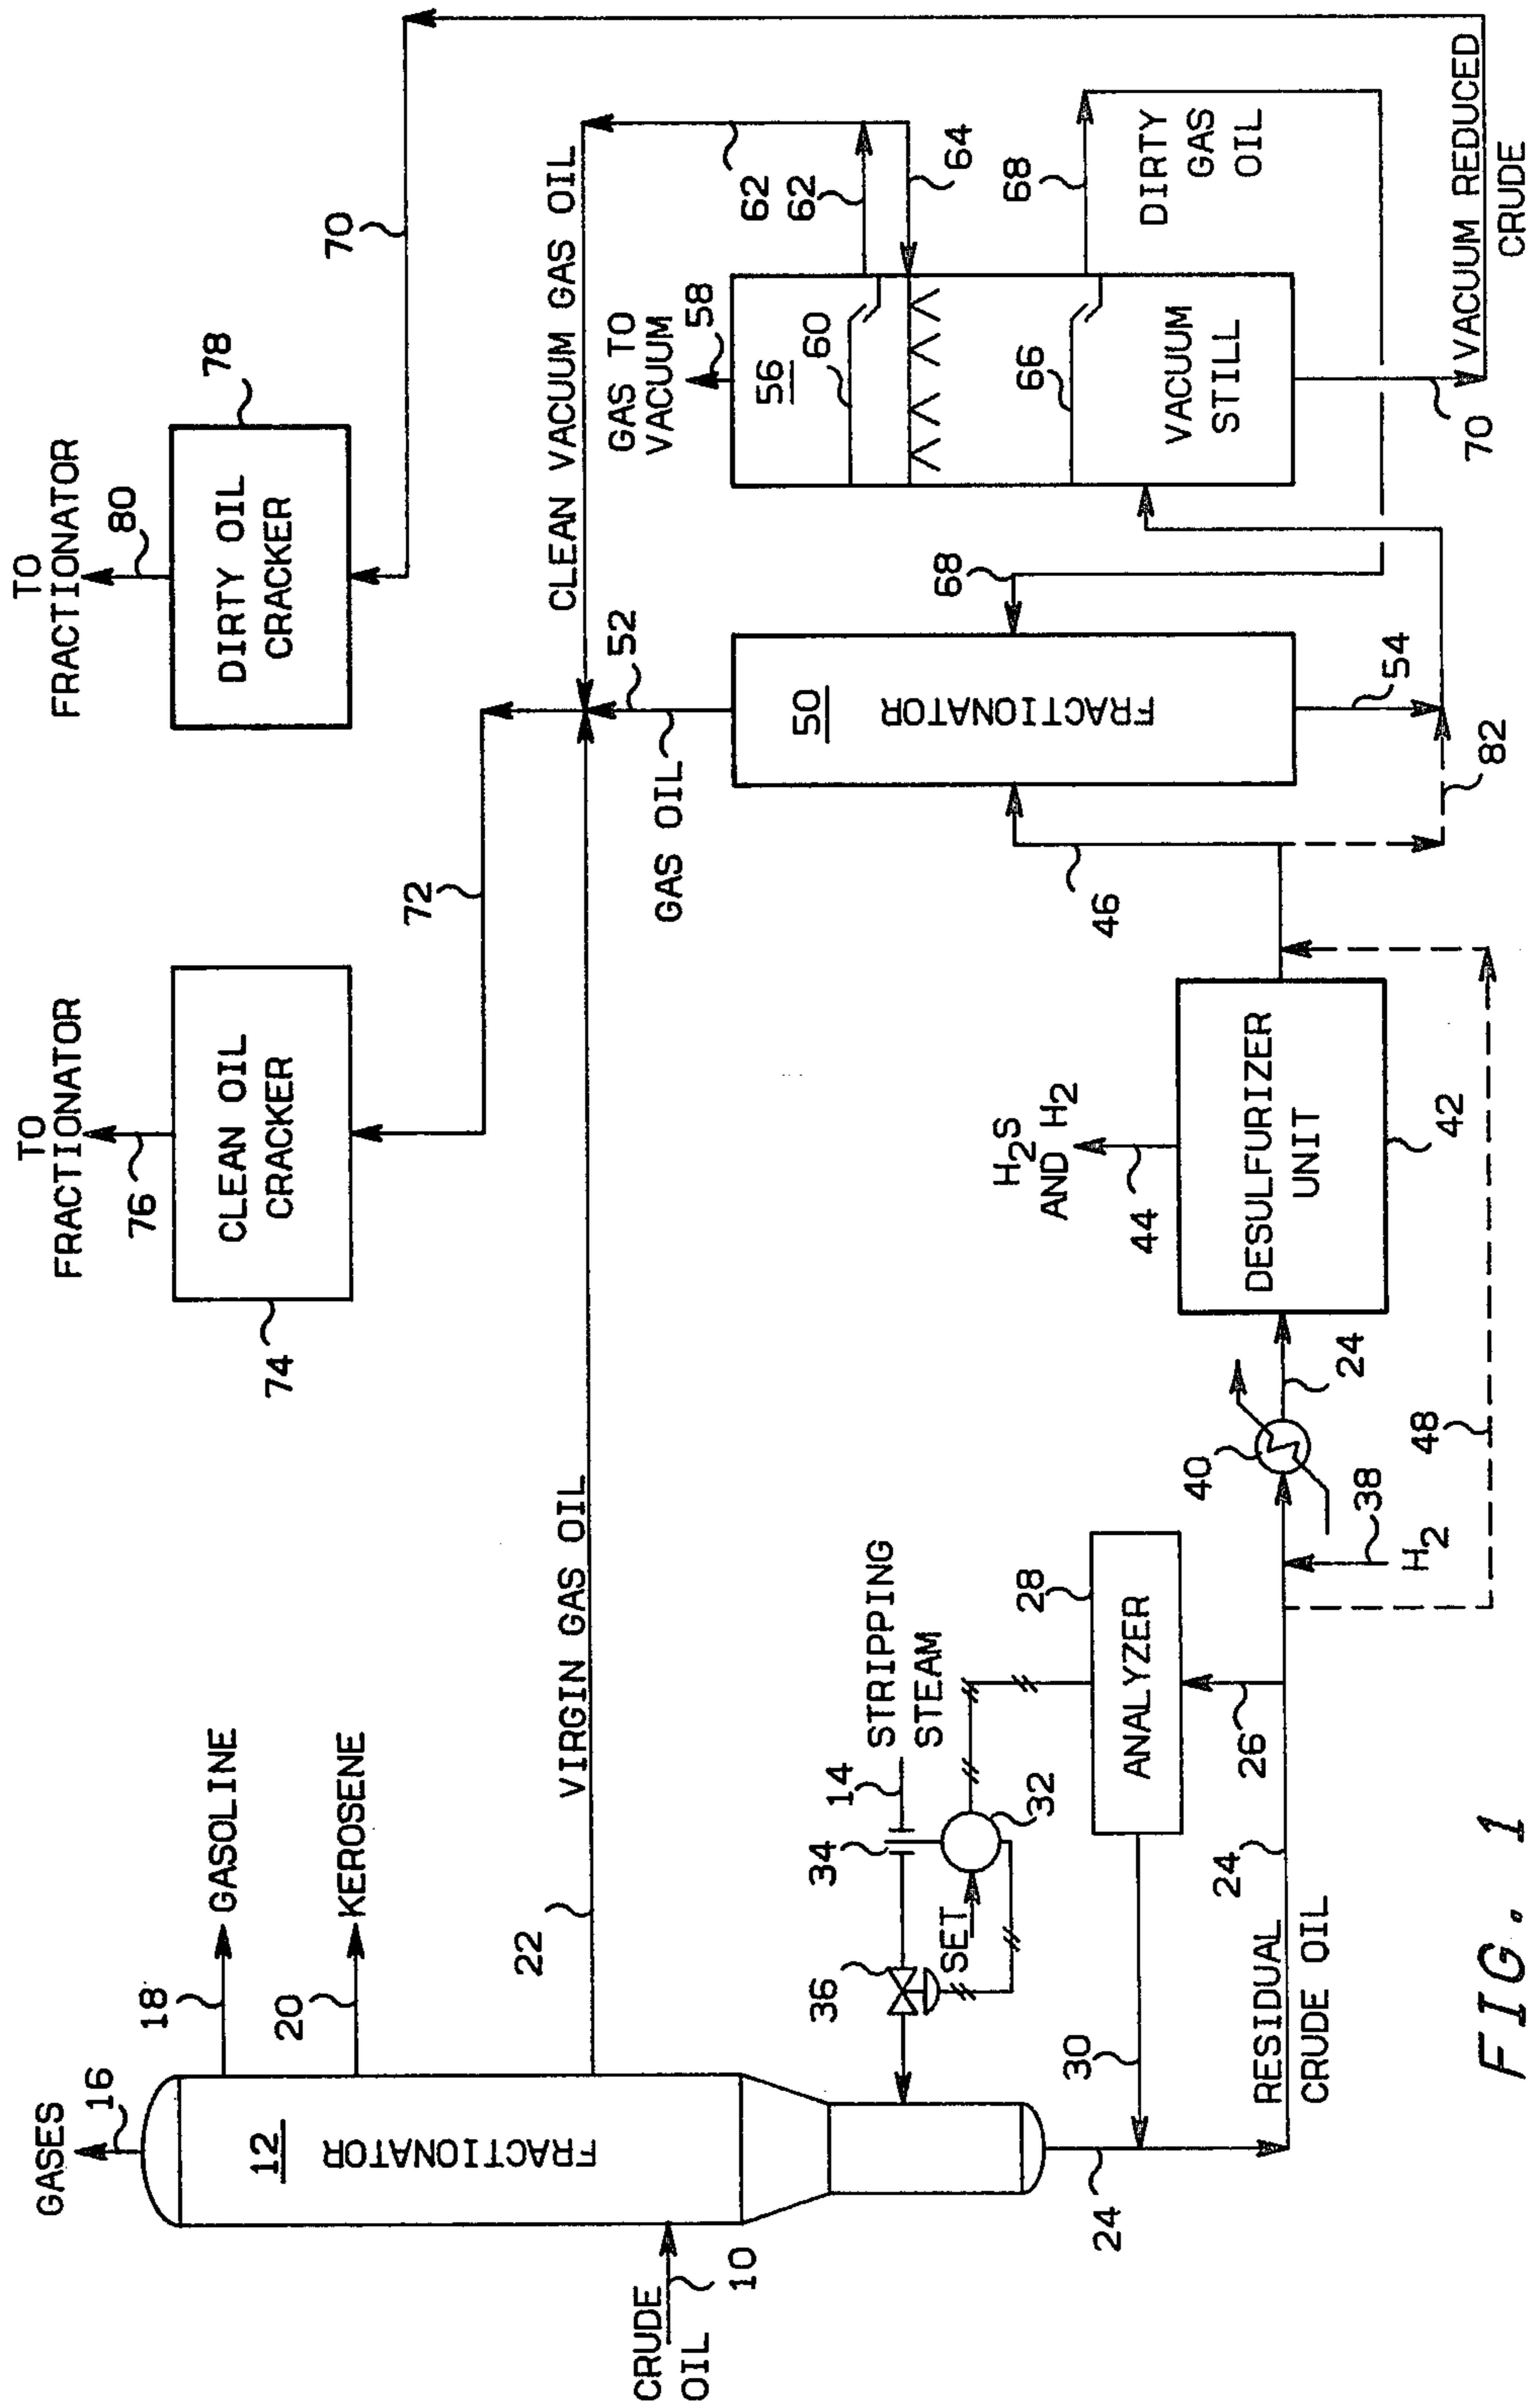 GASES
16
18
GASOLINE
20
KEROSENE
12
FRACTIONATOR
22
VIRGIN GAS OIL
CRUDE
OIL
10
24
30
RESIDUAL
CRUDE OIL
24
36
34
14
STRIPPING
STEAM
SET
32
ANALYZER
28
26
38
H2
40
48
24
DESULFURIZER
UNIT
42
44
H2S
AND H2
TO
FRACTIONATOR
76
CLEAN OIL
CRACKER
74
72
GAS OIL
52
46
50
FRACTIONATOR
54
82
68
TO
FRACTIONATOR
80
DIRTY OIL
CRACKER
78
70
CLEAN VACUUM GAS OIL
GAS TO
VACUUM
58
56
60
62
62
64
66
68
DIRTY
GAS
OIL
VACUUM
STILL
70
VACUUM REDUCED
CRUDE
FIG. 1